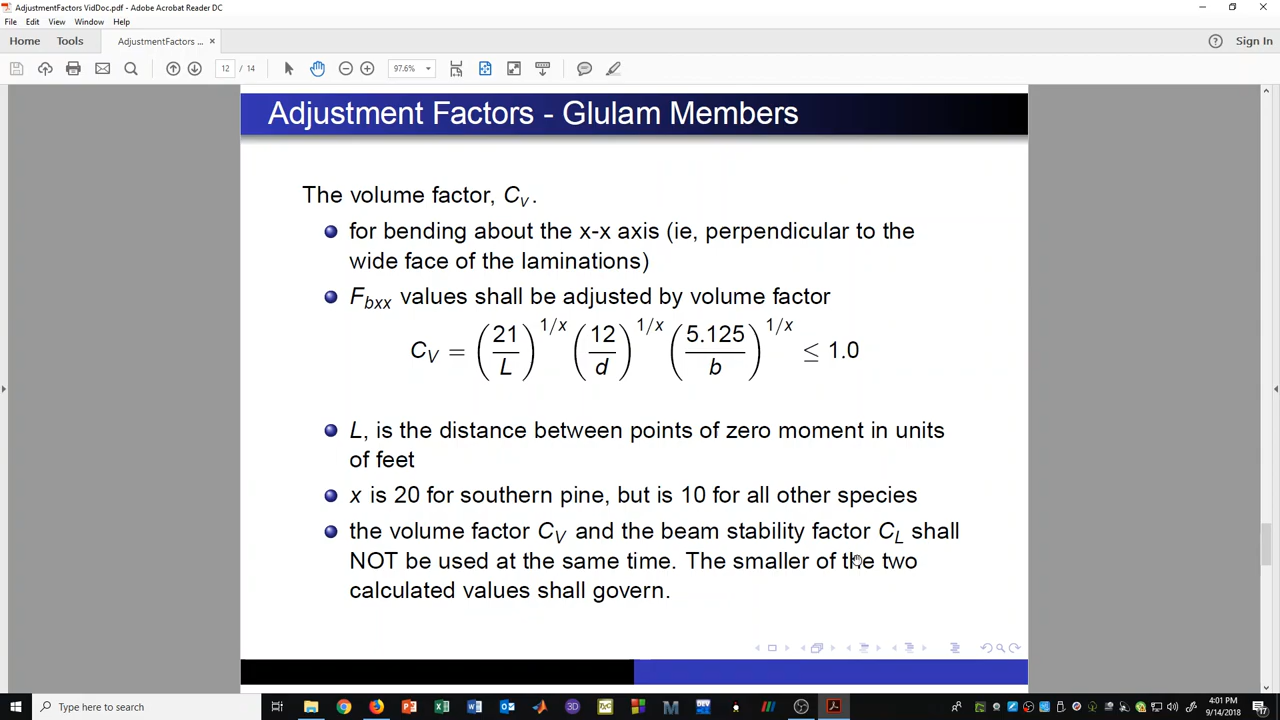 AdjustmentFactors VidDoc.pdf - Adobe Acrobat Reader DC
File Edit View Window Help
Home Tools AdjustmentFactors ... × Sign In
12 / 14 97.6%
Adjustment Factors - Glulam Members
The volume factor, C_V.
for bending about the x-x axis (ie, perpendicular to the
wide face of the laminations)
F_bxx values shall be adjusted by volume factor
C_V = (21/L)^1/x (12/d)^1/x (5.125/b)^1/x ≤ 1.0
L, is the distance between points of zero moment in units
of feet
x is 20 for southern pine, but is 10 for all other species
the volume factor C_V and the beam stability factor C_L shall
NOT be used at the same time. The smaller of the two
calculated values shall govern.
Type here to search
4:01 PM
9/14/2018